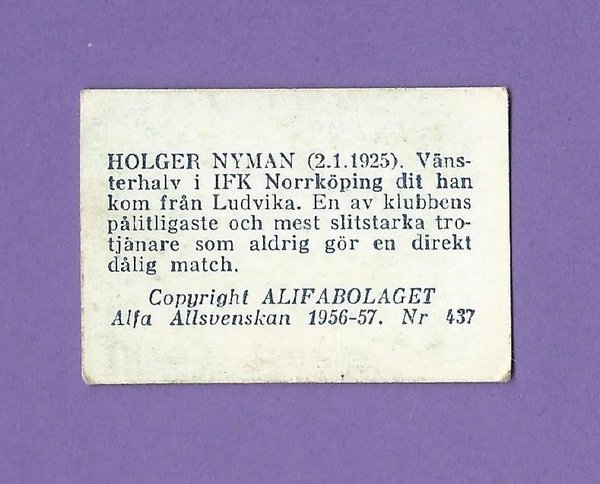 HOLGER NYMAN (2.1.1925). Väns-
terhalv i IFK Norrköping dit han
kom från Ludvika. En av klubbens
pålitligaste och mest slitstarka tro-
tjänare som aldrig gör en direkt
dålig match.
Copyright ALIFABOLAGET
Alfa Allsvenskan 1956-57. Nr 437